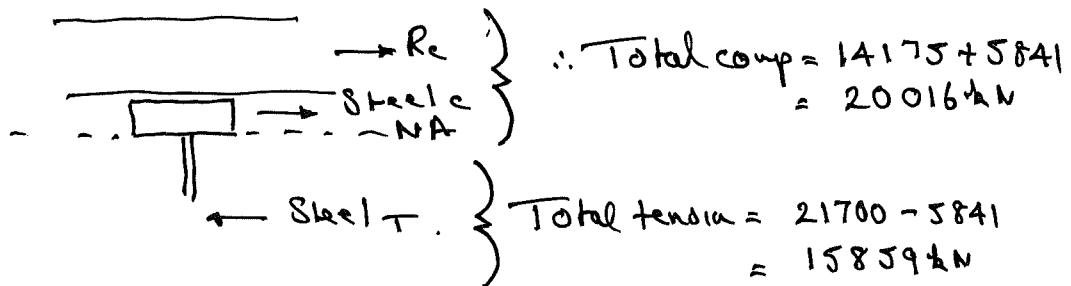 → Rc
∴ Total comp = 14175 + 5841
= 20016 kN
→ Steel c
NA
← Steel T.
Total tension = 21700 - 5841
= 15859 kN